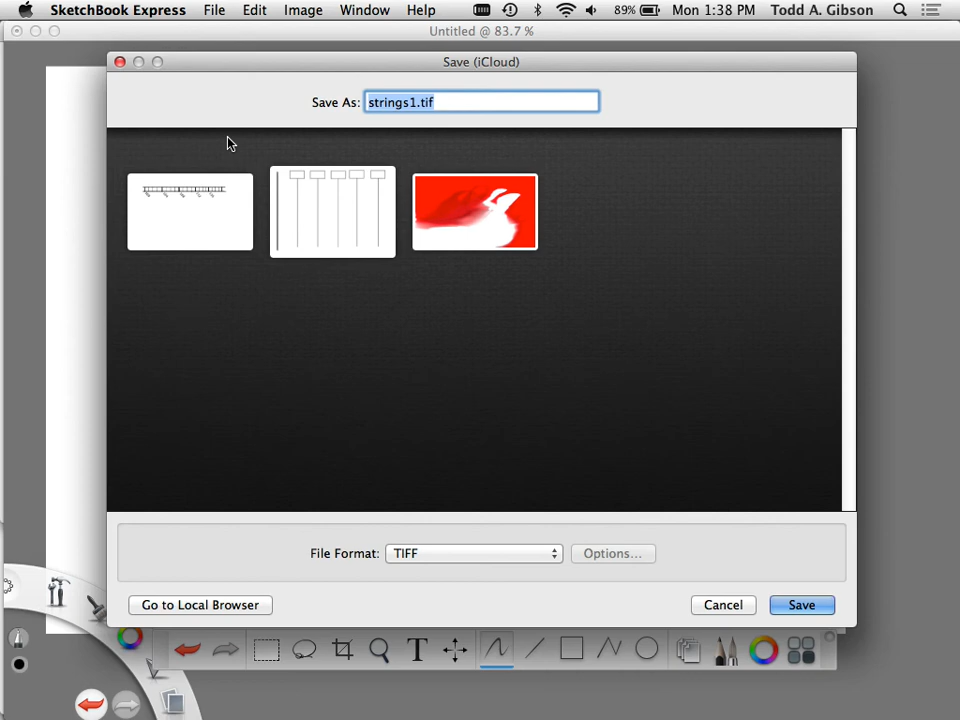 SketchBook Express File Edit Image Window Help 89% Mon 1:38 PM Todd A. Gibson
Untitled @ 83.7 %
Save (iCloud)
Save As: strings1.tif
File Format: TIFF Options...
Go to Local Browser Cancel Save
T